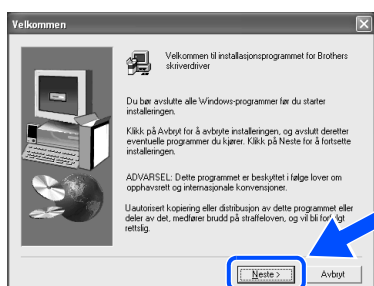 Velkommen
Velkommen til installasjonsprogrammet for Brothers
skriverdriver
Du bør avslutte alle Windows-programmer før du starter
installeringen.
Klikk på Avbryt for å avbryte installeringen, og avslutt deretter
eventuelle programmer du kjører. Klikk på Neste for å fortsette
installeringen.
ADVARSEL: Dette programmet er beskyttet i følge lover om
opphavsrett og internasjonale konvensjoner.
Uautorisert kopiering eller distribusjon av dette programmet eller
deler av det, medfører brudd på straffeloven, og vil bli forfulgt
rettslig.
Neste >
Avbryt